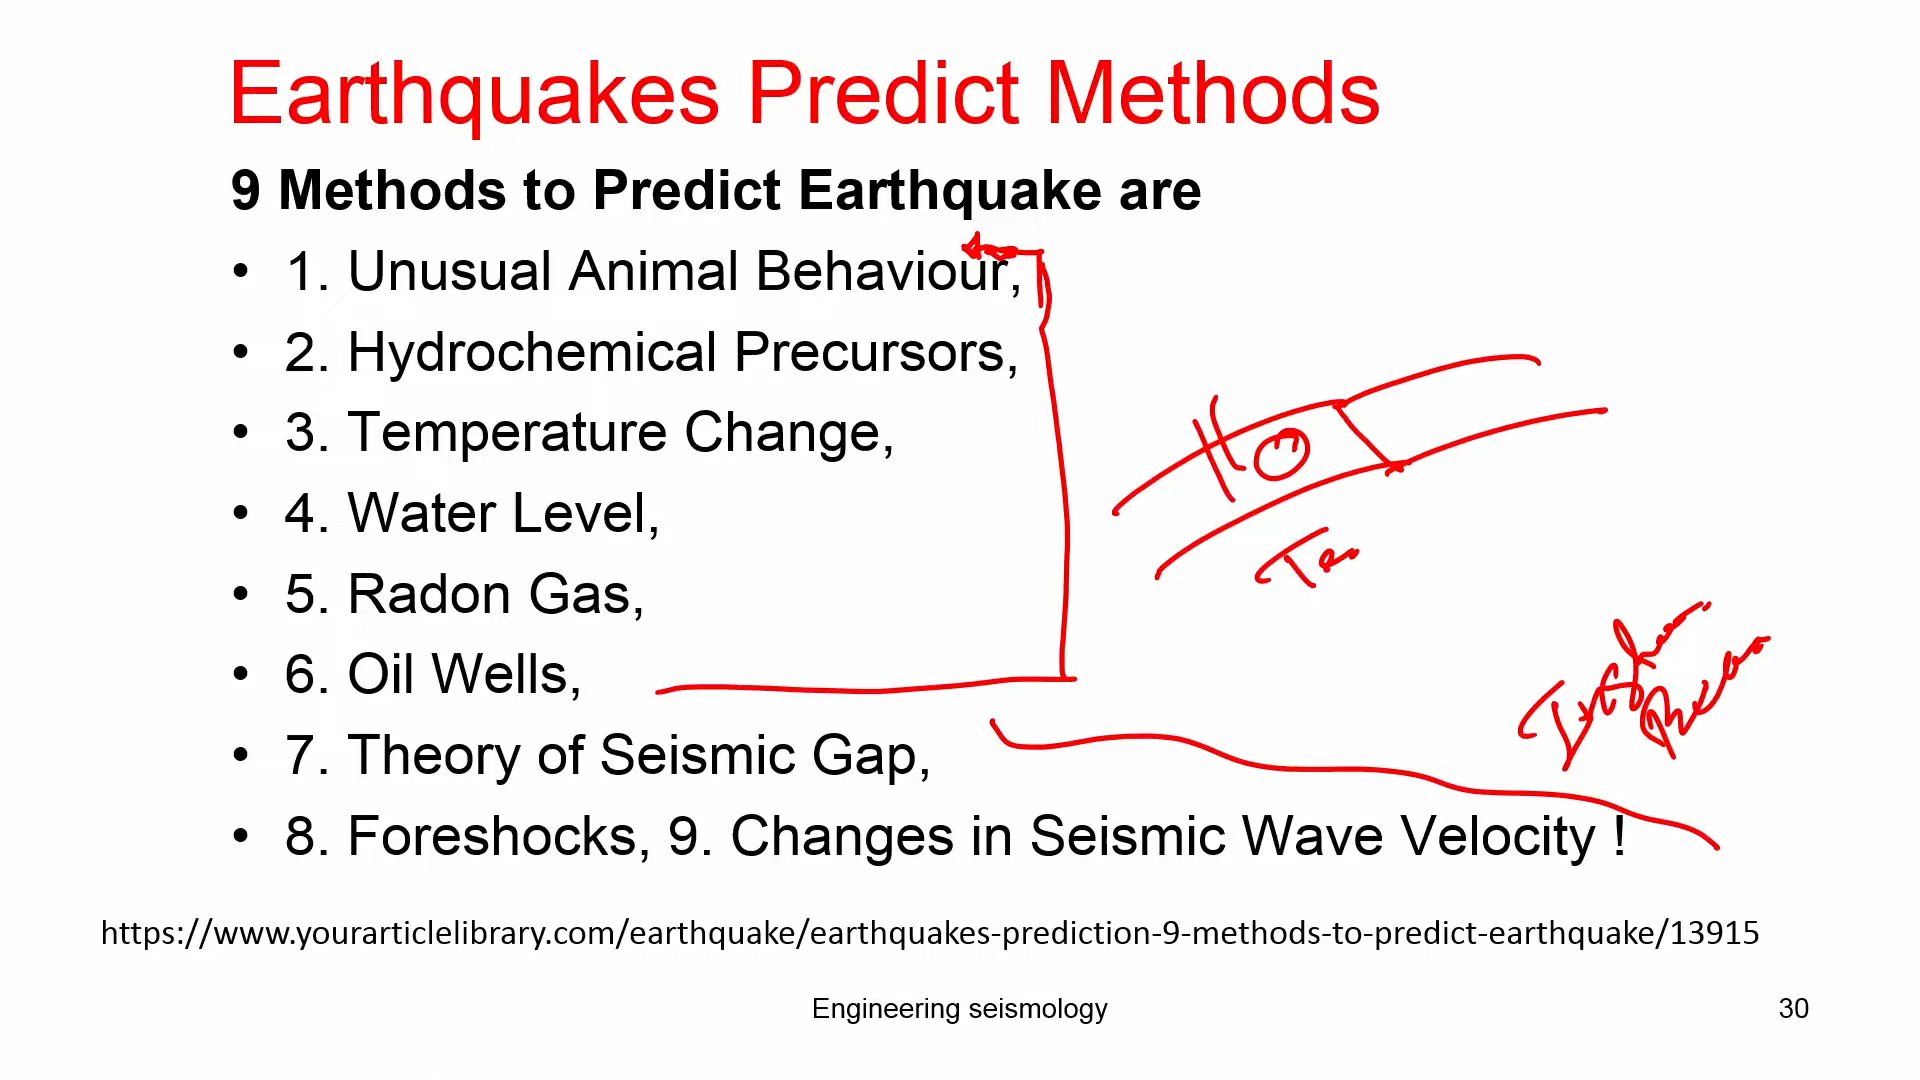 Earthquakes Predict Methods
9 Methods to Predict Earthquake are
• 1. Unusual Animal Behaviour,
• 2. Hydrochemical Precursors,
• 3. Temperature Change,
• 4. Water Level,
• 5. Radon Gas,
• 6. Oil Wells,
• 7. Theory of Seismic Gap,
• 8. Foreshocks, 9. Changes in Seismic Wave Velocity !
https://www.yourarticlelibrary.com/earthquake/earthquakes-prediction-9-methods-to-predict-earthquake/13915
Engineering seismology
30